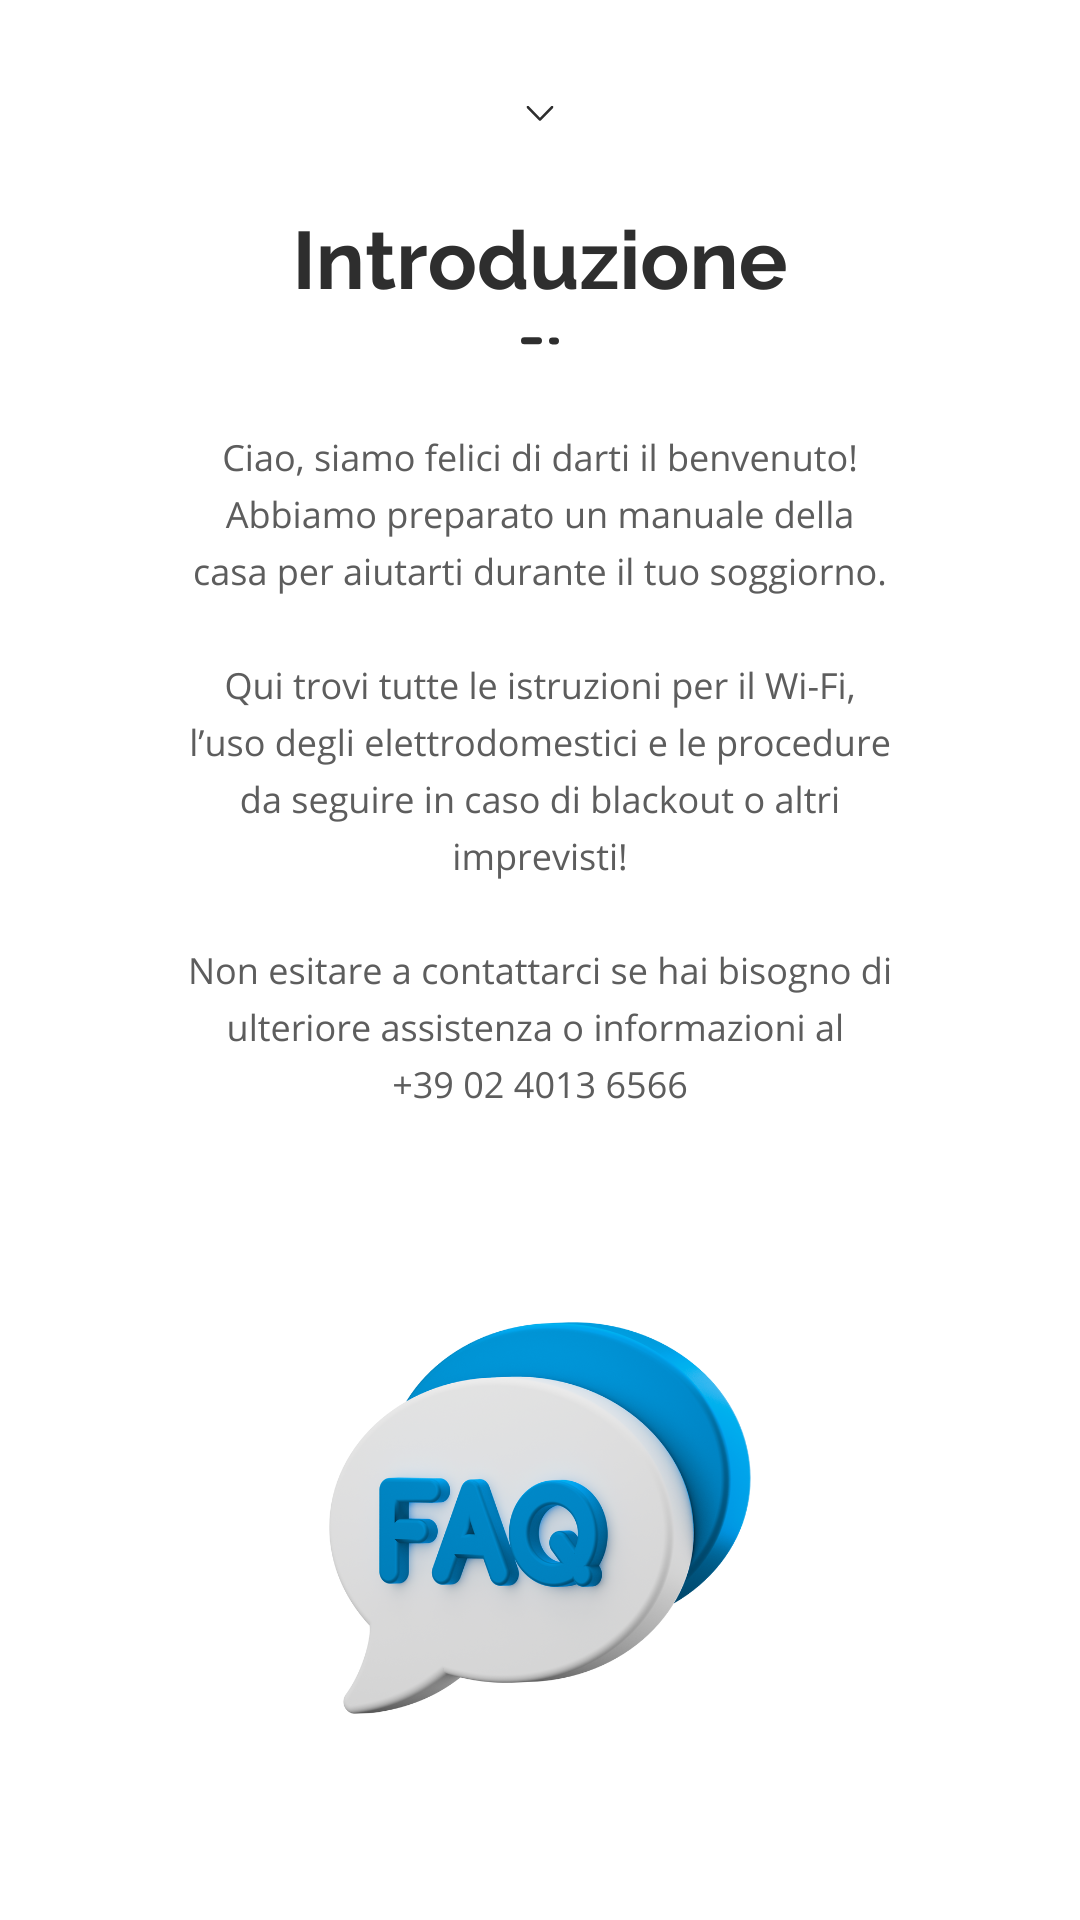 Introduzione
Ciao, siamo felici di darti il benvenuto!
Abbiamo preparato un manuale della
casa per aiutarti durante il tuo soggiorno.
Qui trovi tutte le istruzioni per il Wi-Fi,
l’uso degli elettrodomestici e le procedure
da seguire in caso di blackout o altri
imprevisti!
Non esitare a contattarci se hai bisogno di
ulteriore assistenza o informazioni al
+39 02 4013 6566
FAQ